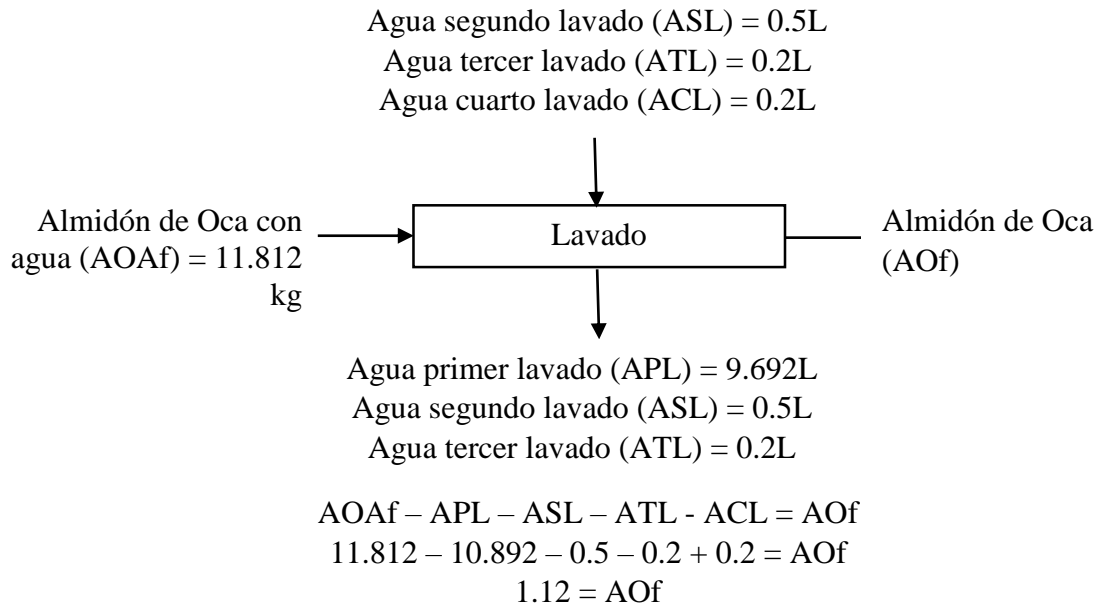 Agua segundo lavado (ASL) = 0.5L
Agua tercer lavado (ATL) = 0.2L
Agua cuarto lavado (ACL) = 0.2L
Almidón de Oca con
agua (AOAf) = 11.812
kg
Lavado
Almidón de Oca
(AOf)
Agua primer lavado (APL) = 9.692L
Agua segundo lavado (ASL) = 0.5L
Agua tercer lavado (ATL) = 0.2L
AOAf – APL – ASL – ATL - ACL = AOf
11.812 – 10.892 – 0.5 – 0.2 + 0.2 = AOf
1.12 = AOf